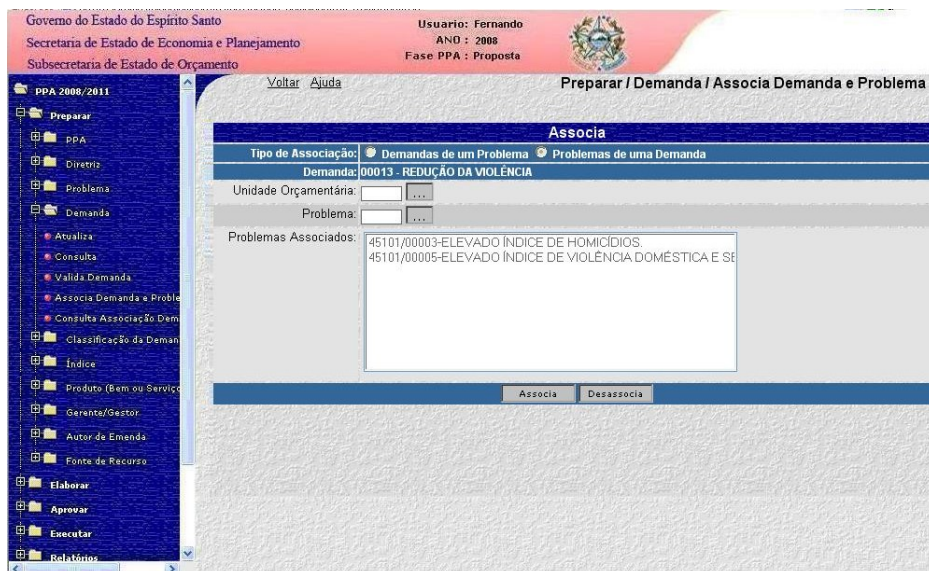 Governo do Estado do Espírito Santo
Secretaria de Estado de Economia e Planejamento
Subsecretaria de Estado de Orçamento
Usuario: Fernando
ANO : 2008
Fase PPA : Proposta
Voltar Ajuda
Preparar / Demanda / Associa Demanda e Problema
PPA 2008/2011
Preparar
PPA
Diretriz
Problema
Demanda
Atualiza
Consulta
Valida Demanda
Associa Demanda e Proble
Consulta Associação Dem
Classificação da Deman
Índice
Produto (Bem ou Serviço
Gerente/Gestor
Autor de Emenda
Fonte de Recurso
Elaborar
Aprovar
Executar
Relatórios
Associa
Tipo de Associação: Demandas de um Problema Problemas de uma Demanda
Demanda: 00013 - REDUÇÃO DA VIOLÊNCIA
Unidade Orçamentária: ...
Problema: ...
Problemas Associados:
45101/00003-ELEVADO ÍNDICE DE HOMICÍDIOS.
45101/00005-ELEVADO ÍNDICE DE VIOLÊNCIA DOMÉSTICA E SE
Associa Desassocia